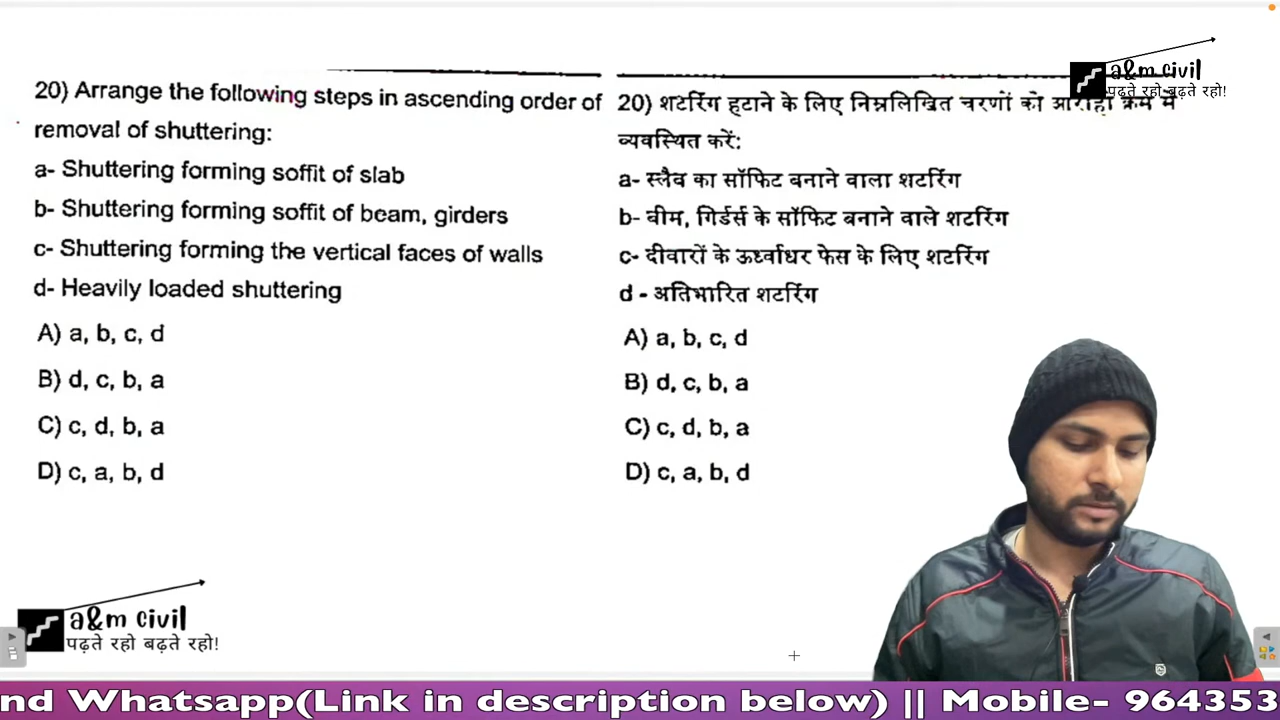 a&m civil
पढ़ते रहो बढ़ते रहो!
20) Arrange the following steps in ascending order of
removal of shuttering:
a- Shuttering forming soffit of slab
b- Shuttering forming soffit of beam, girders
c- Shuttering forming the vertical faces of walls
d- Heavily loaded shuttering
A) a, b, c, d
B) d, c, b, a
C) c, d, b, a
D) c, a, b, d
20) शटरिंग हटाने के लिए निम्नलिखित चरणों को आरोही क्रम में
व्यवस्थित करें:
a- स्लैव का सॉफिट बनाने वाला शटरिंग
b- वीम, गिर्डर्स के सॉफिट बनाने वाले शटरिंग
c- दीवारों के ऊर्ध्वाधर फेस के लिए शटरिंग
d - अतिभारित शटरिंग
A) a, b, c, d
B) d, c, b, a
C) c, d, b, a
D) c, a, b, d
a&m civil
पढ़ते रहो बढ़ते रहो!
nd Whatsapp(Link in description below) || Mobile- 964353